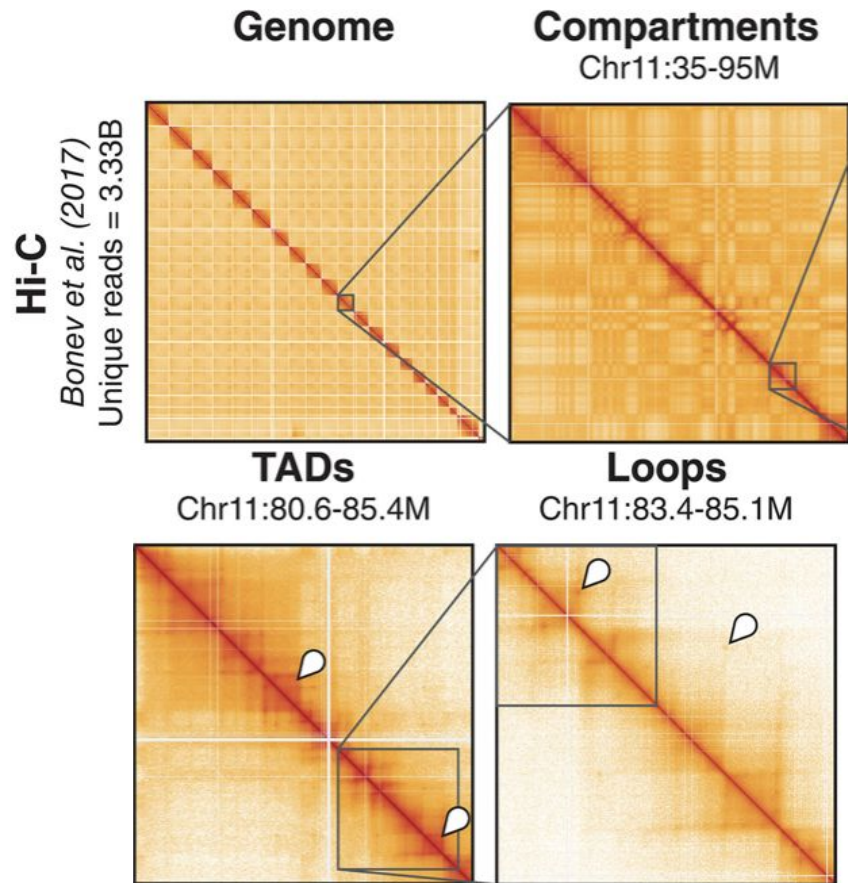 Genome
Compartments
Chr11:35-95M
Hi-C
Bonev et al. (2017)
Unique reads = 3.33B
TADs
Chr11:80.6-85.4M
Loops
Chr11:83.4-85.1M